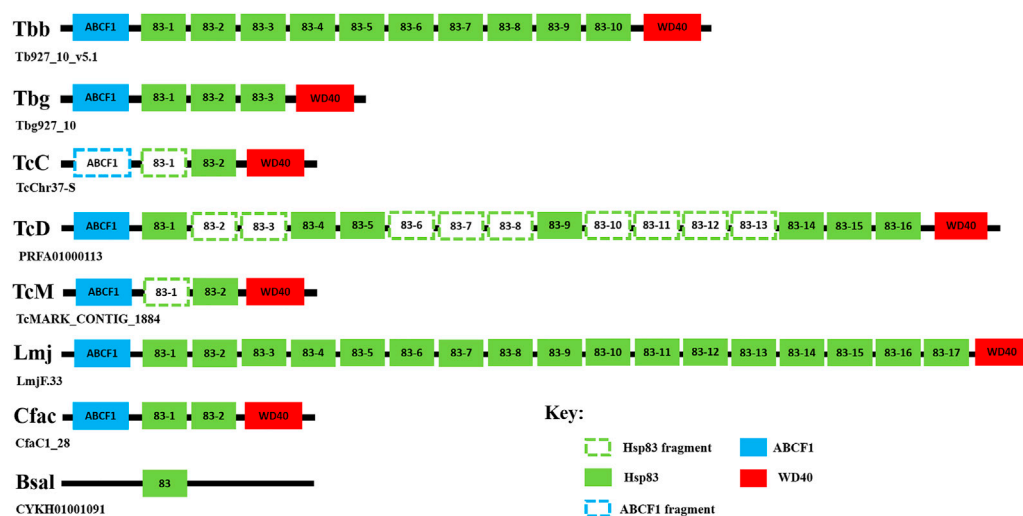 Tbb ABCF1 83-1 83-2 83-3 83-4 83-5 83-6 83-7 83-8 83-9 83-10 WD40
Tb927_10_v5.1
Tbg ABCF1 83-1 83-2 83-3 WD40
Tbg927_10
TcC ABCF1 83-1 83-2 WD40
TcChr37-S
TcD ABCF1 83-1 83-2 83-3 83-4 83-5 83-6 83-7 83-8 83-9 83-10 83-11 83-12 83-13 83-14 83-15 83-16 WD40
PRFA01000113
TcM ABCF1 83-1 83-2 WD40
TcMARK_CONTIG_1884
Lmj ABCF1 83-1 83-2 83-3 83-4 83-5 83-6 83-7 83-8 83-9 83-10 83-11 83-12 83-13 83-14 83-15 83-16 83-17 WD40
LmjF.33
Cfac ABCF1 83-1 83-2 WD40
CfaC1_28
Key:
Hsp83 fragment ABCF1
Bsal 83
Hsp83 WD40
CYKH01001091
ABCF1 fragment